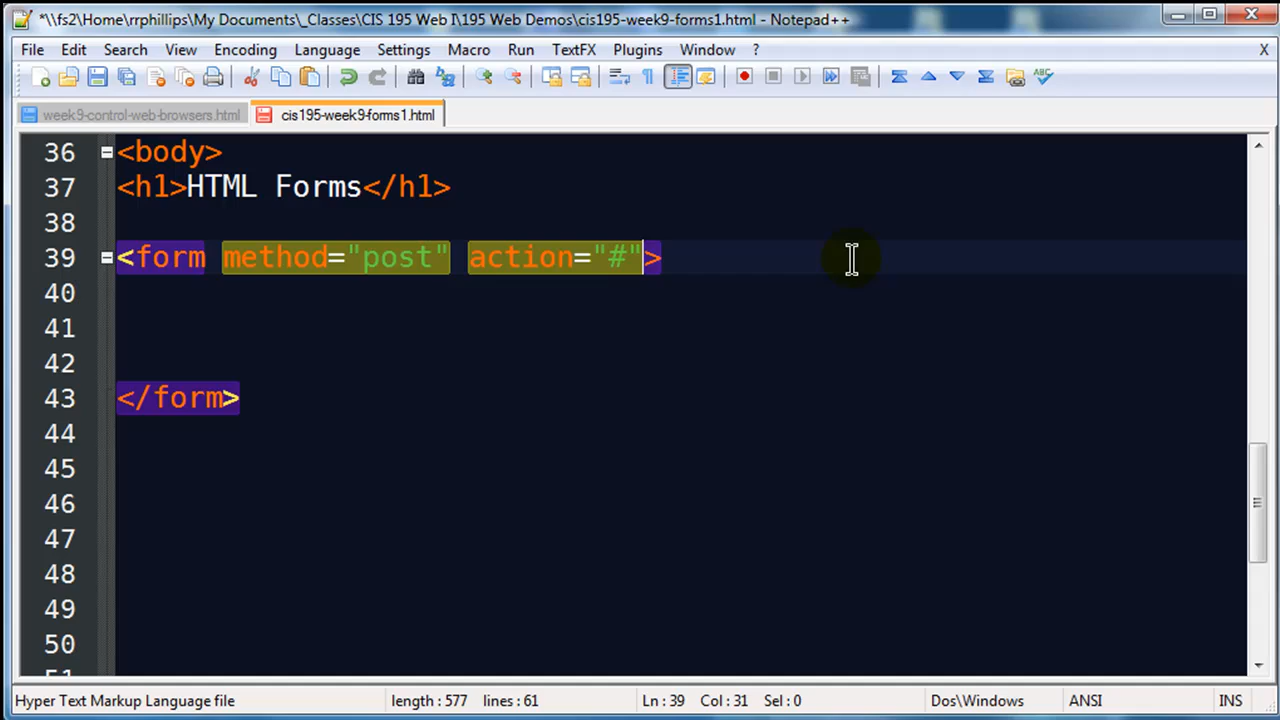 *\\fs2\Home\rrphillips\My Documents\_Classes\CIS 195 Web I\195 Web Demos\cis195-week9-forms1.html - Notepad++
File Edit Search View Encoding Language Settings Macro Run TextFX Plugins Window ? X
week9-control-web-browsers.html cis195-week9-forms1.html
36 <body>
37 <h1>HTML Forms</h1>
38
39 <form method="post" action="#">
40
41
42
43 </form>
44
45
46
47
48
49
50
51
Hyper Text Markup Language file length : 577 lines : 61 Ln : 39 Col : 31 Sel : 0 Dos\Windows ANSI INS